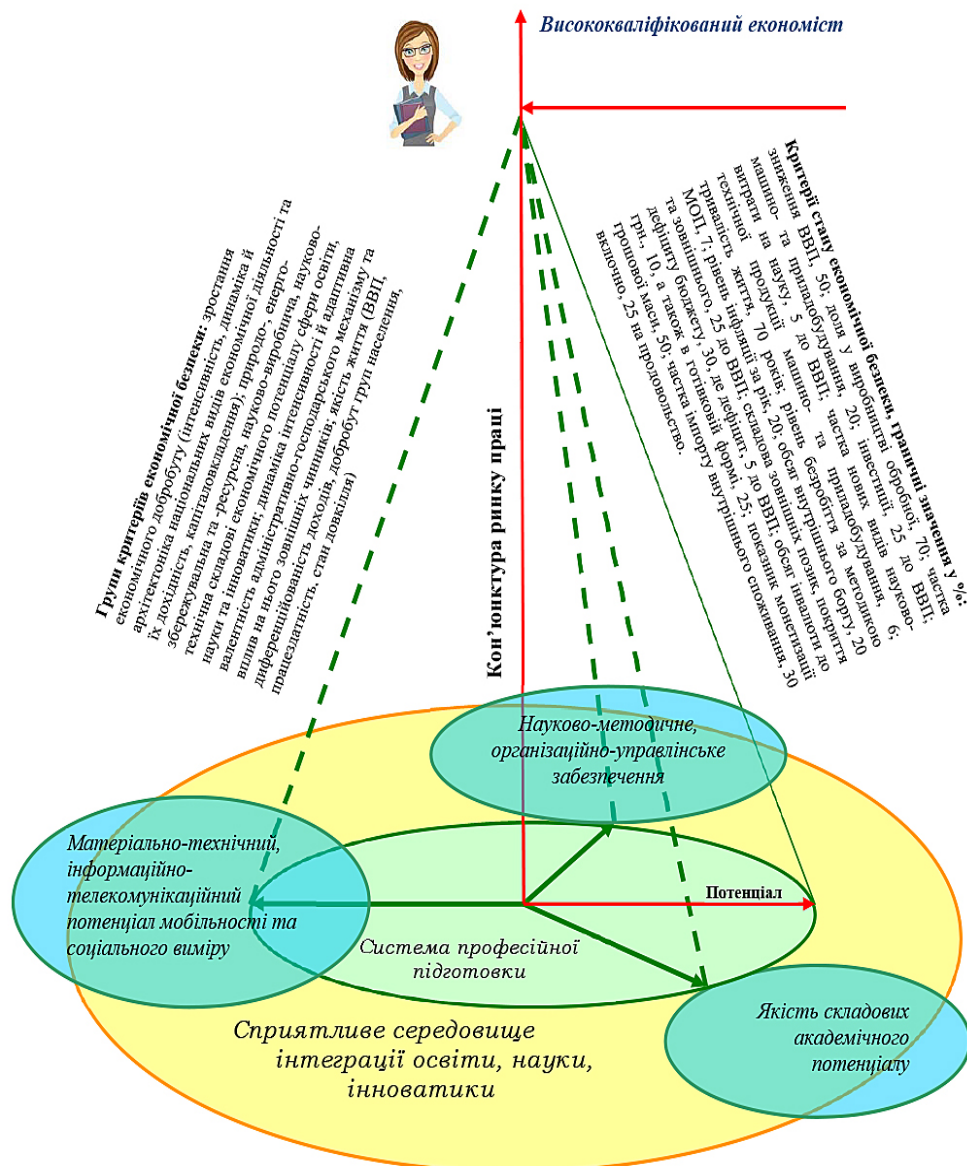 Висококваліфікований економіст
Групи критеріїв економічної безпеки: зростання
економічного добробуту (інтенсивність, динаміка й
архітектоніка національних видів економічної діяльності та
їх дохідність, капіталовкладення); природо-, енерго-
збережувальна та -ресурсна, науково-виробнича, науково-
технічна складові економічного потенціалу сфери освіти,
науки та інноватики; динаміка інтенсивності й адаптивна
валентність адміністративно-господарського механізму та
вплив на нього зовнішніх чинників; якість життя (ВВП,
диференційованість доходів, добробут груп населення,
працездатність, стан довкілля)
Кон’юнктура ринку праці
Критерії стану економічної безпеки, граничні значення у %:
зниження ВВП, 50; доля у виробництві обробної, 70; частка
машино- та приладобудування, 20; інвестиції, 25 до ВВП;
витрати на науку, 5 до ВВП; частка нових видів науково-
технічної продукції машино- та приладобудування, 6;
тривалість життя, 70 років; рівень безробіття за методикою
МОП, 7; рівень інфляції за рік, 20; обсяг внутрішнього боргу, 20
та зовнішнього, 25 до ВВП; складова зовнішніх позик, покриття
дефіциту бюджету, 30, де дефіцит, 5 до ВВП; обсяг інвалюти до
грн., 10, а також в готівковій формі, 25; показник монетизації
грошової маси, 50; частка імпорту внутрішнього споживання, 30
включно, 25 на продовольство.
Науково-методичне,
організаційно-управлінське
забезпечення
Матеріально-технічний,
інформаційно-
телекомунікаційний
потенціал мобільності та
соціального виміру
Потенціал
Система професійної
підготовки
Якість складових
академічного
потенціалу
Сприятливе середовище
інтеграції освіти, науки,
інноватики